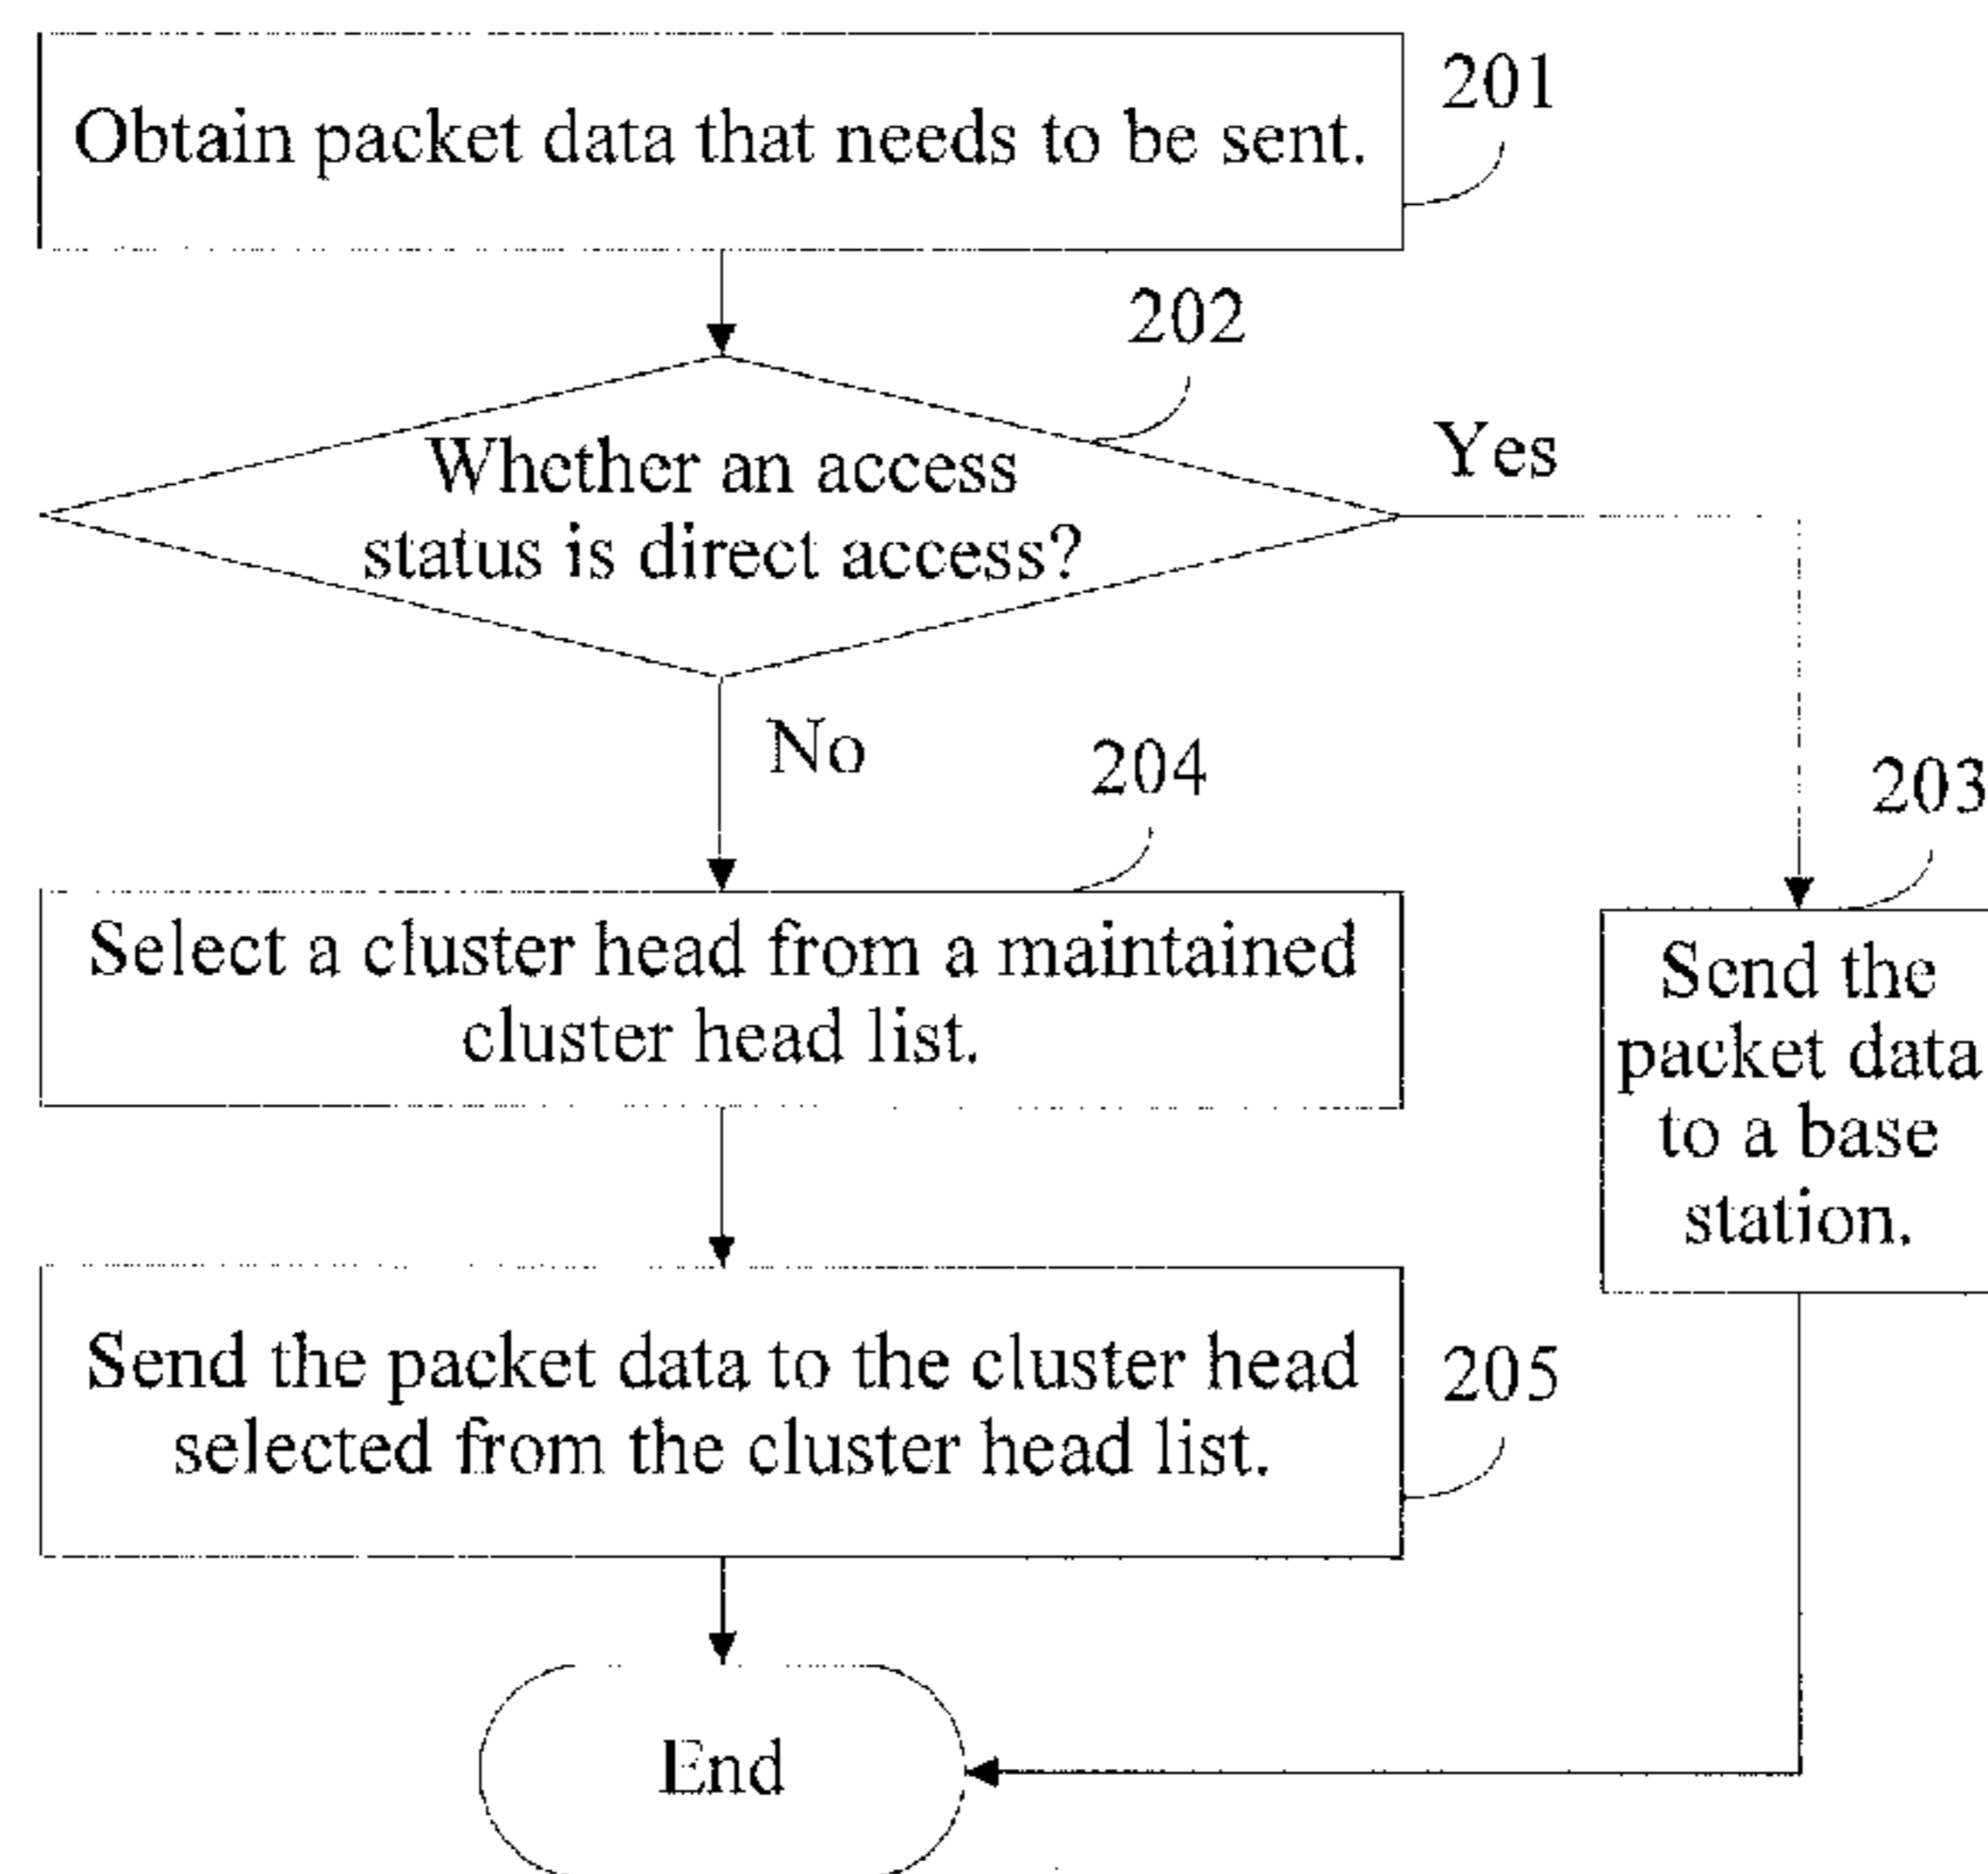 201
Obtain packet data that needs to be sent.
202
Whether an access
status is direct access?
Yes
No
204
203
Select a cluster head from a maintained
cluster head list.
Send the
packet data
to a base
station.
Send the packet data to the cluster head
selected from the cluster head list.
205
End